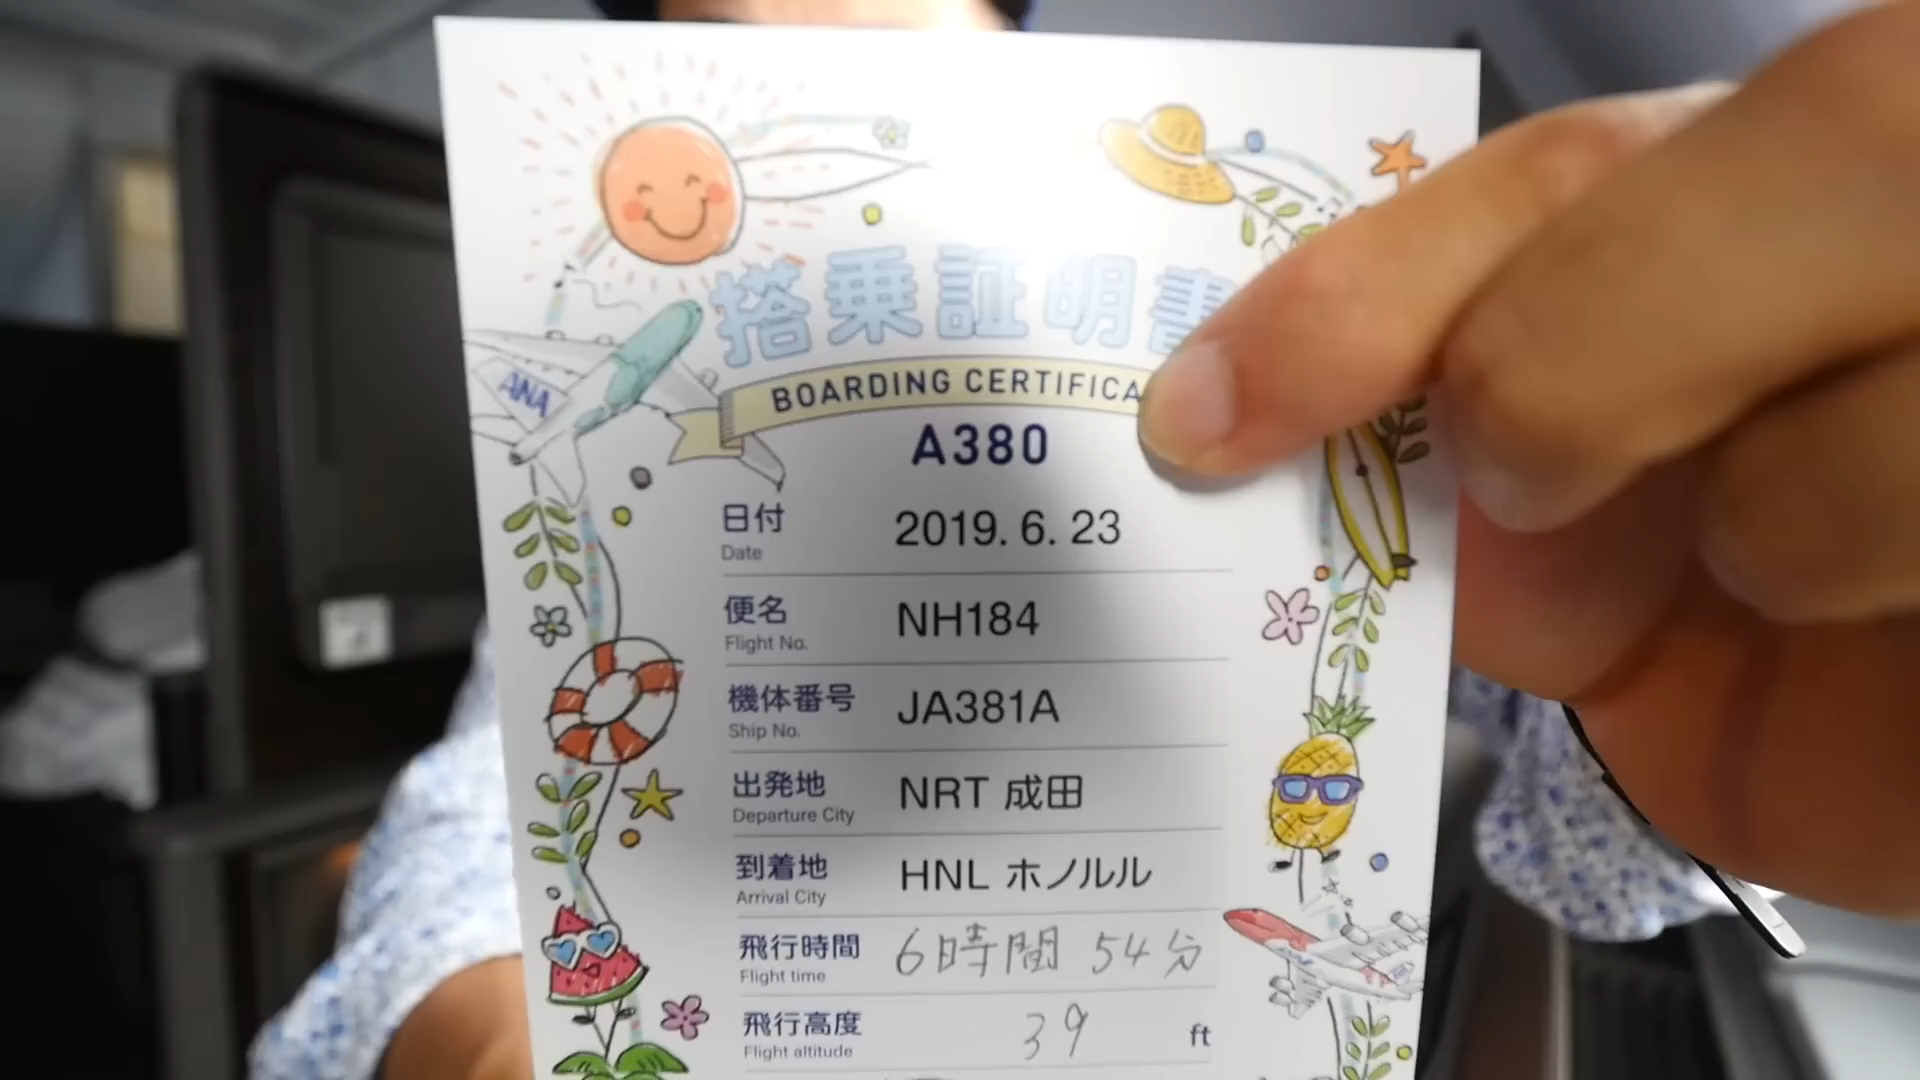 搭乗証明書
BOARDING CERTIFICA
ANA
A380
日付 2019. 6. 23
Date
便名 NH184
Flight No.
機体番号 JA381A
Ship No.
出発地 NRT 成田
Departure City
到着地 HNL ホノルル
Arrival City
飛行時間 6時間 54分
Flight time
飛行高度 39 ft
Flight altitude